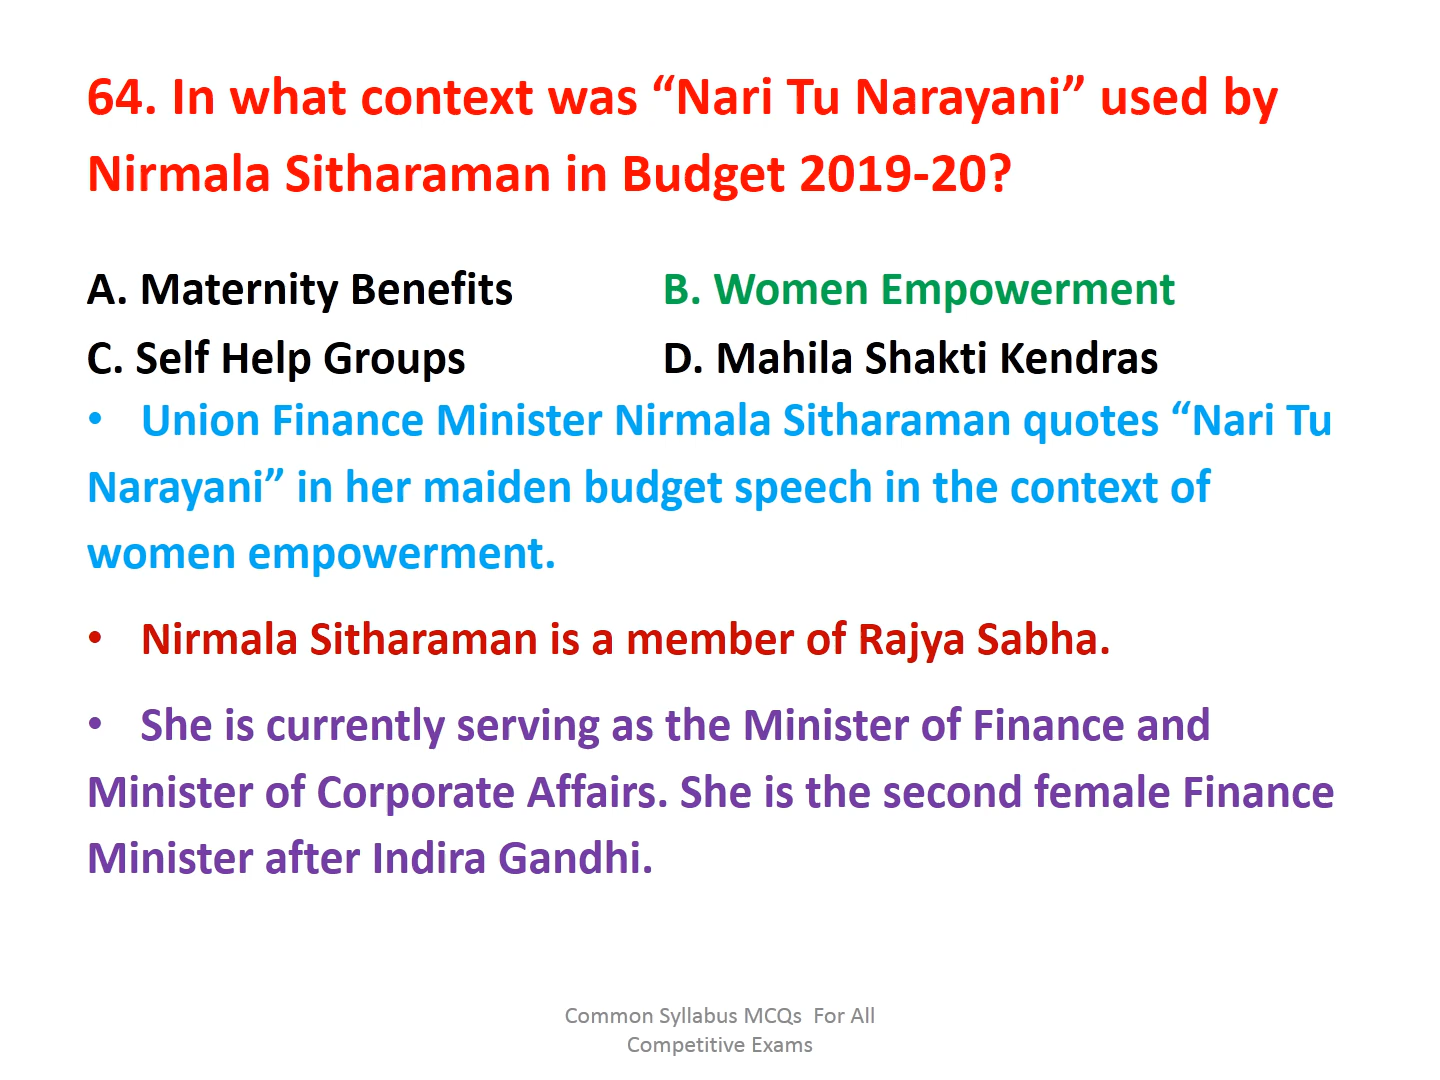 64. In what context was “Nari Tu Narayani” used by
Nirmala Sitharaman in Budget 2019-20?
A. Maternity Benefits B. Women Empowerment
C. Self Help Groups D. Mahila Shakti Kendras
• Union Finance Minister Nirmala Sitharaman quotes “Nari Tu
Narayani” in her maiden budget speech in the context of
women empowerment.
• Nirmala Sitharaman is a member of Rajya Sabha.
• She is currently serving as the Minister of Finance and
Minister of Corporate Affairs. She is the second female Finance
Minister after Indira Gandhi.
Common Syllabus MCQs For All
Competitive Exams